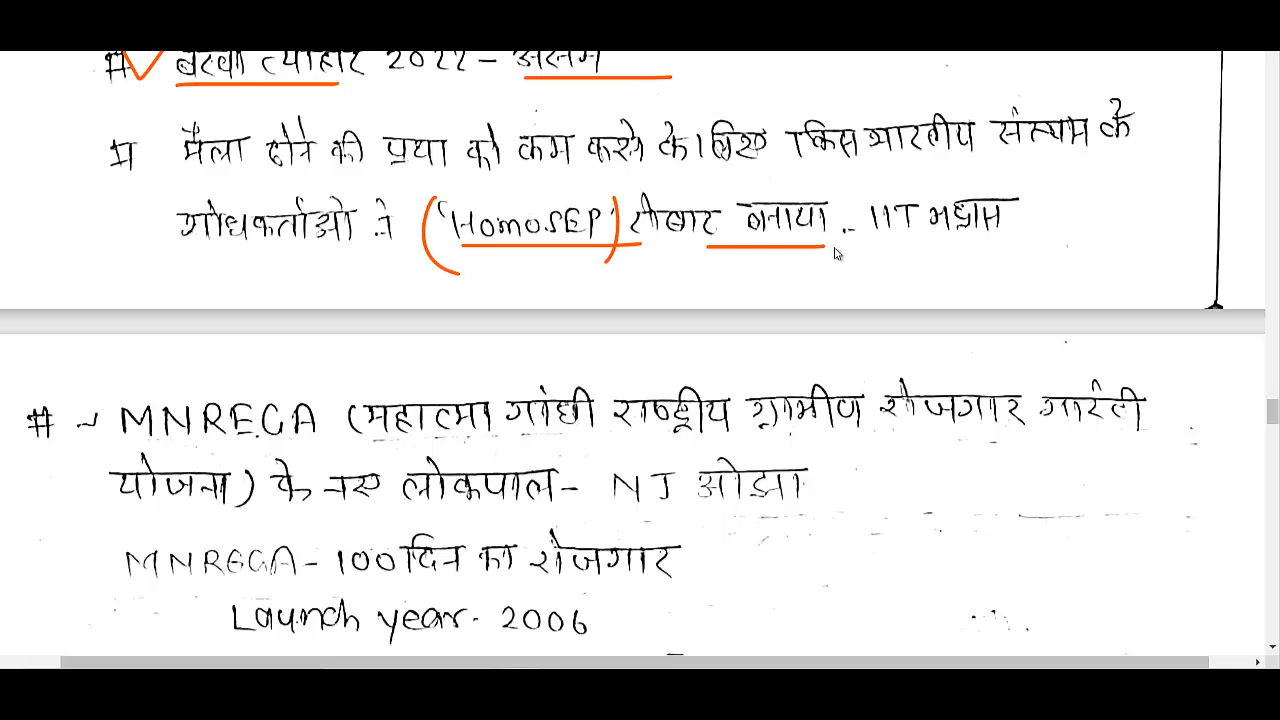 # त्योहार 2022 - असम
# मैला ढोने की प्रथा को कम करने के लिए किस भारतीय संस्थान के
शोधकर्ताओ ने 'HomoSEP' रोबोट बनाया - IIT मद्रास
# → MNREGA (महात्मा गांधी राष्ट्रीय ग्रामीण रोजगार गारंटी
योजना) के नए लोकपाल - NJ ओझा
MNREGA - 100 दिन का रोजगार
Launch year - 2006